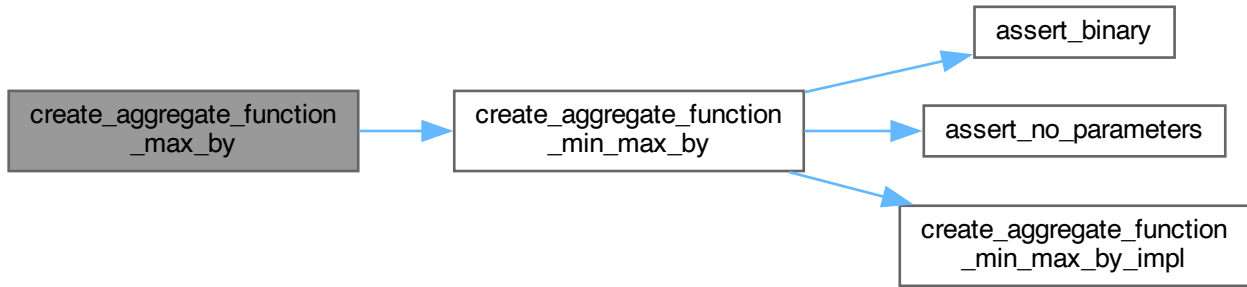 create_aggregate_function
_max_by
create_aggregate_function
_min_max_by
assert_binary
assert_no_parameters
create_aggregate_function
_min_max_by_impl